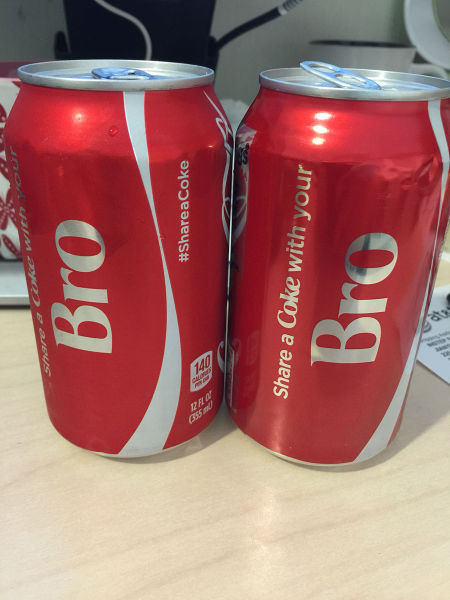 Share a Coke with your
Bro
#ShareaCoke
140
CALORIES
PER CAN
12 FL OZ
(355 mL)
Share a Coke with your
Bro